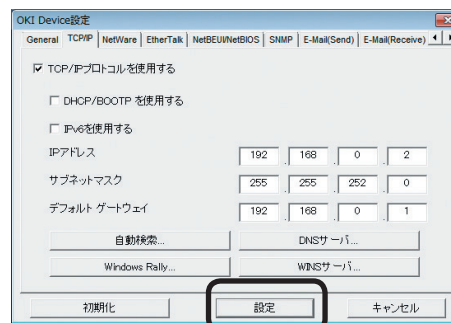 OKI Device設定
General TCP/IP NetWare EtherTalk NetBEUI/NetBIOS SNMP E-Mail(Send) E-Mail(Receive)
TCP/IPプロトコルを使用する
DHCP/BOOTP を使用する
IPv6を使用する
IPアドレス 192 . 168 . 0 . 2
サブネットマスク 255 . 255 . 252 . 0
デフォルト ゲートウェイ 192 . 168 . 0 . 1
自動検索... DNSサーバ...
Windows Rally... WINSサーバ...
初期化 設定 キャンセル